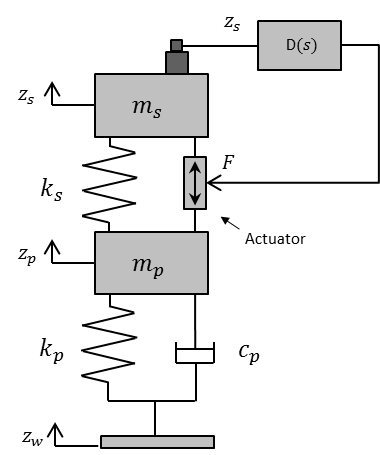 z_s
D(s)
z_s
m_s
F
k_s
Actuator
z_p
m_p
k_p
c_p
z_w